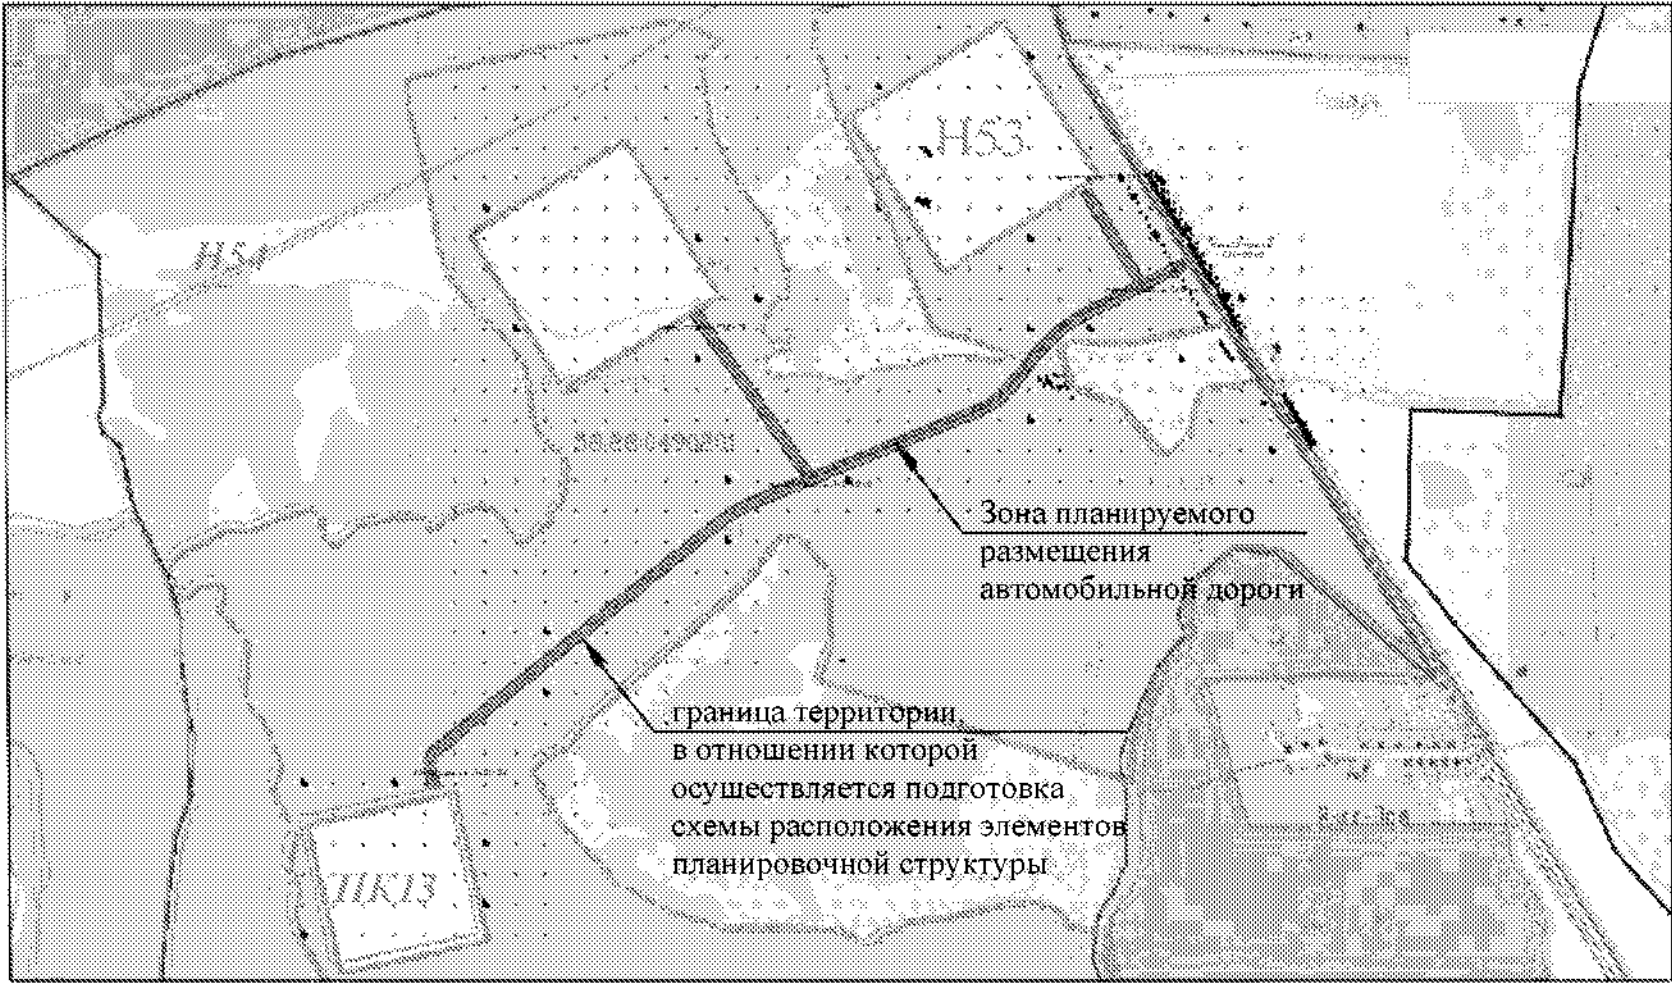 Н53
Н54
Зона планируемого
размещения
автомобильной дороги
граница территории,
в отношении которой
осуществляется подготовка
схемы расположения элементов
планировочной структуры
ПК13